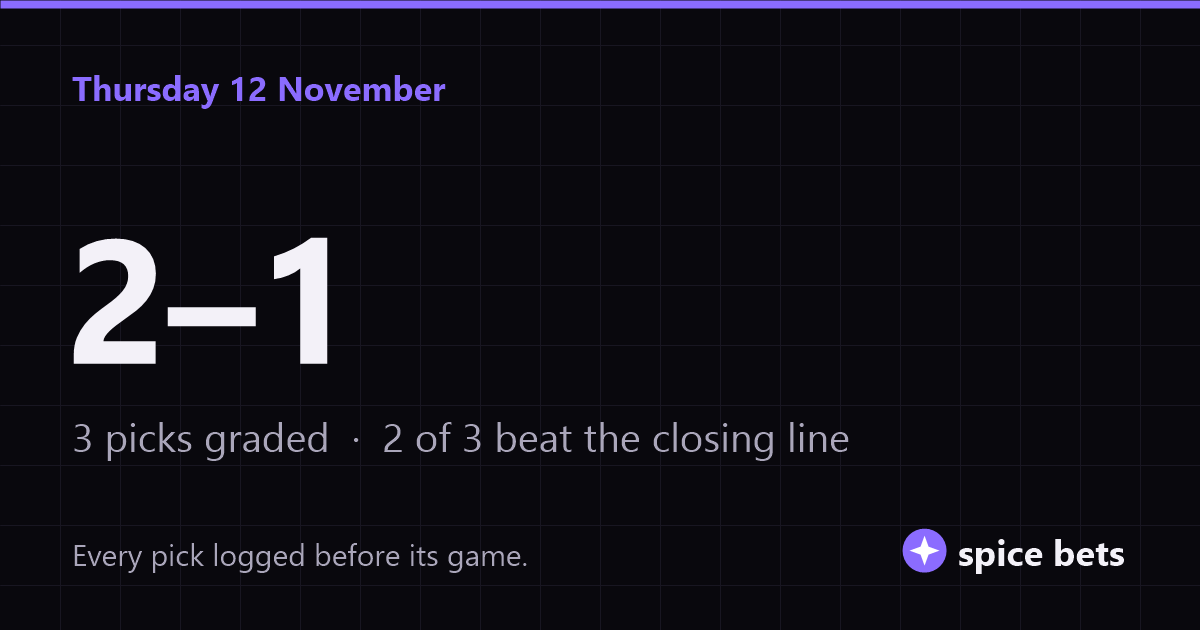 Thursday 12 November
2–1
3 picks graded · 2 of 3 beat the closing line
Every pick logged before its game.
spice bets